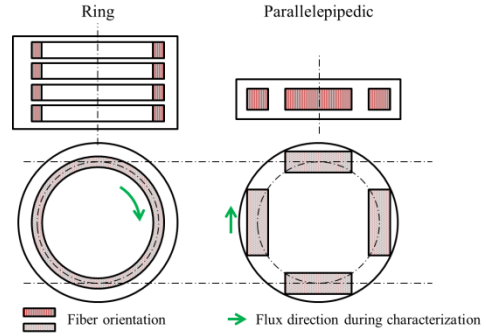 Ring
Parallelepipedic
Fiber orientation
Flux direction during characterization